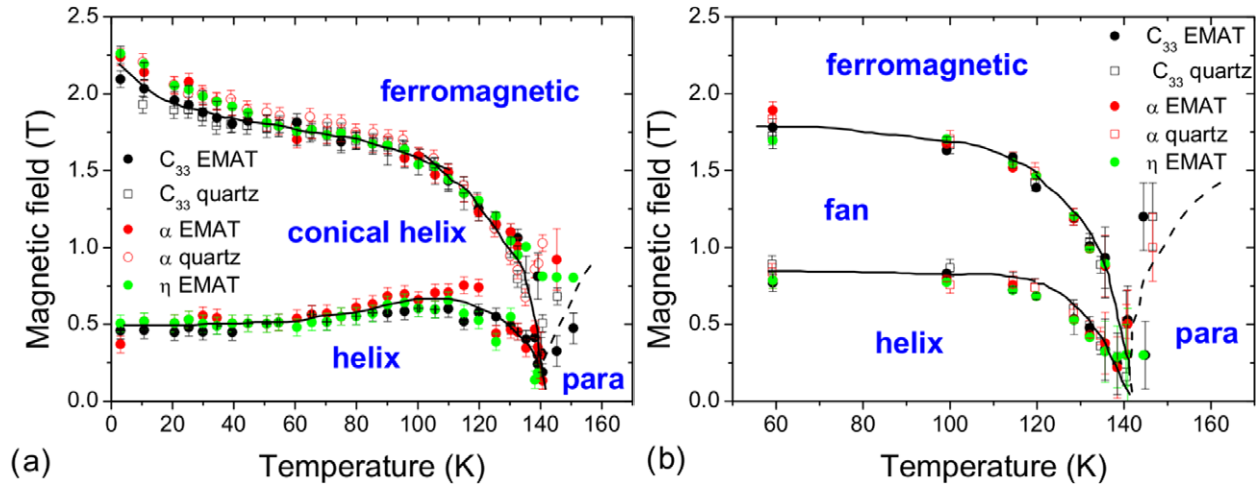 2.5
2.0
1.5
1.0
0.5
0.0
Magnetic field (T)
ferromagnetic
C₃₃ EMAT
C₃₃ quartz
α EMAT
α quartz
η EMAT
conical helix
helix
para
0 20 40 60 80 100 120 140 160
(a)
Temperature (K)
2.5
2.0
1.5
1.0
0.5
0.0
Magnetic field (T)
C₃₃ EMAT
C₃₃ quartz
α EMAT
α quartz
η EMAT
ferromagnetic
fan
helix
para
60 80 100 120 140 160
(b)
Temperature (K)